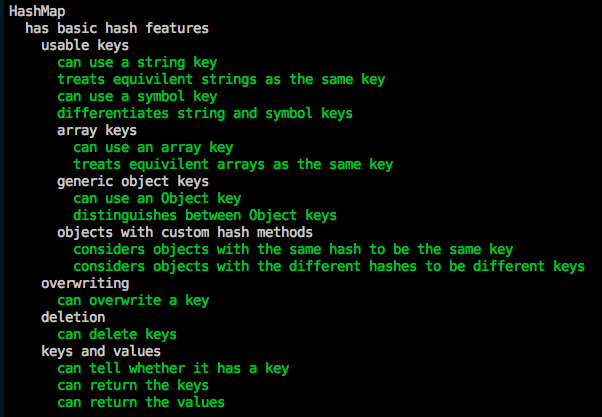 HashMap
has basic hash features
usable keys
can use a string key
treats equivilent strings as the same key
can use a symbol key
differentiates string and symbol keys
array keys
can use an array key
treats equivilent arrays as the same key
generic object keys
can use an Object key
distinguishes between Object keys
objects with custom hash methods
considers objects with the same hash to be the same key
considers objects with the different hashes to be different keys
overwriting
can overwrite a key
deletion
can delete keys
keys and values
can tell whether it has a key
can return the keys
can return the values